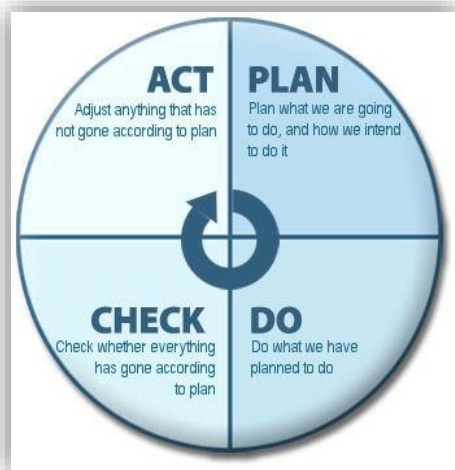 ACT
Adjust anything that has
not gone according to plan
PLAN
Plan what we are going
to do, and how we intend
to do it
CHECK
Check whether everything
has gone according
to plan
DO
Do what we have
planned to do